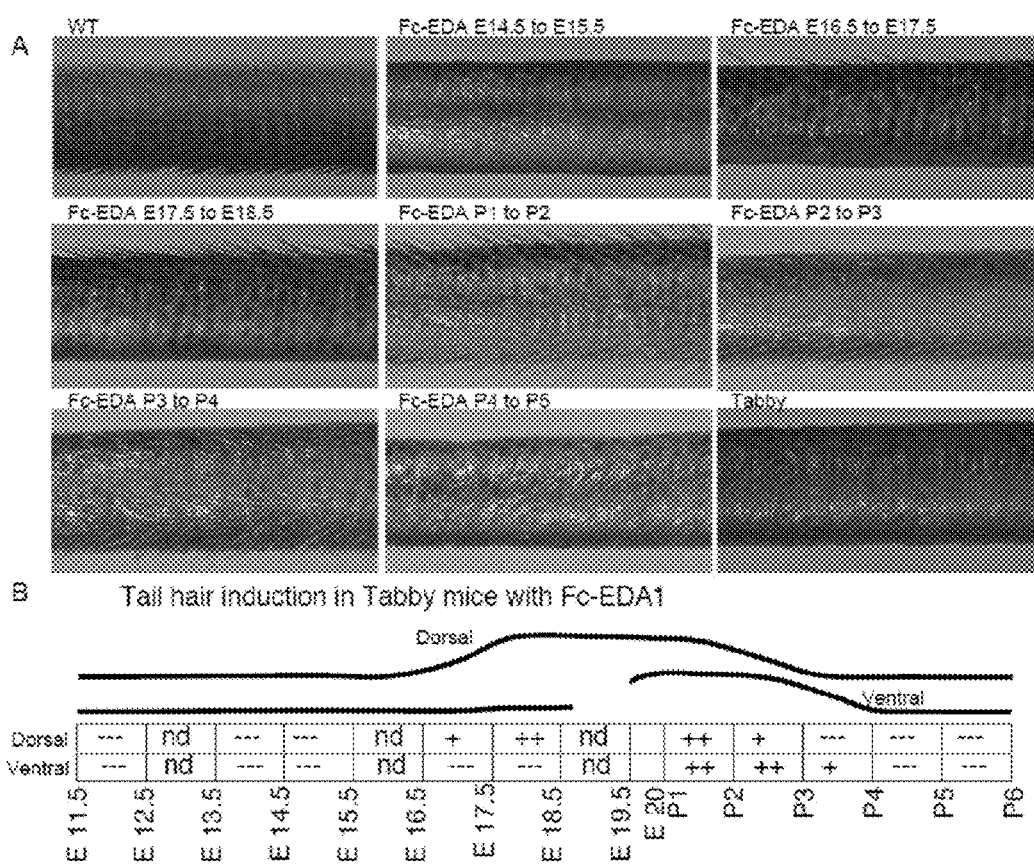 A
WT
Fc-EDA E14.5 to E15.5
Fc-EDA E16.5 to E17.5
Fc-EDA E17.5 to E18.5
Fc-EDA P1 to P2
Fc-EDA P2 to P3
Fc-EDA P3 to P4
Fc-EDA P4 to P5
Tabby
B
Tail hair induction in Tabby mice with Fc-EDA1
Dorsal
Ventral
Dorsal --- nd --- --- nd + ++ nd ++ + --- --- ---
Ventral --- nd --- --- nd --- --- nd ++ ++ + --- ---
E 11.5
E 12.5
E 13.5
E 14.5
E 15.5
E 16.5
E 17.5
E 18.5
E 19.5
E 20
P1
P2
P3
P4
P5
P6